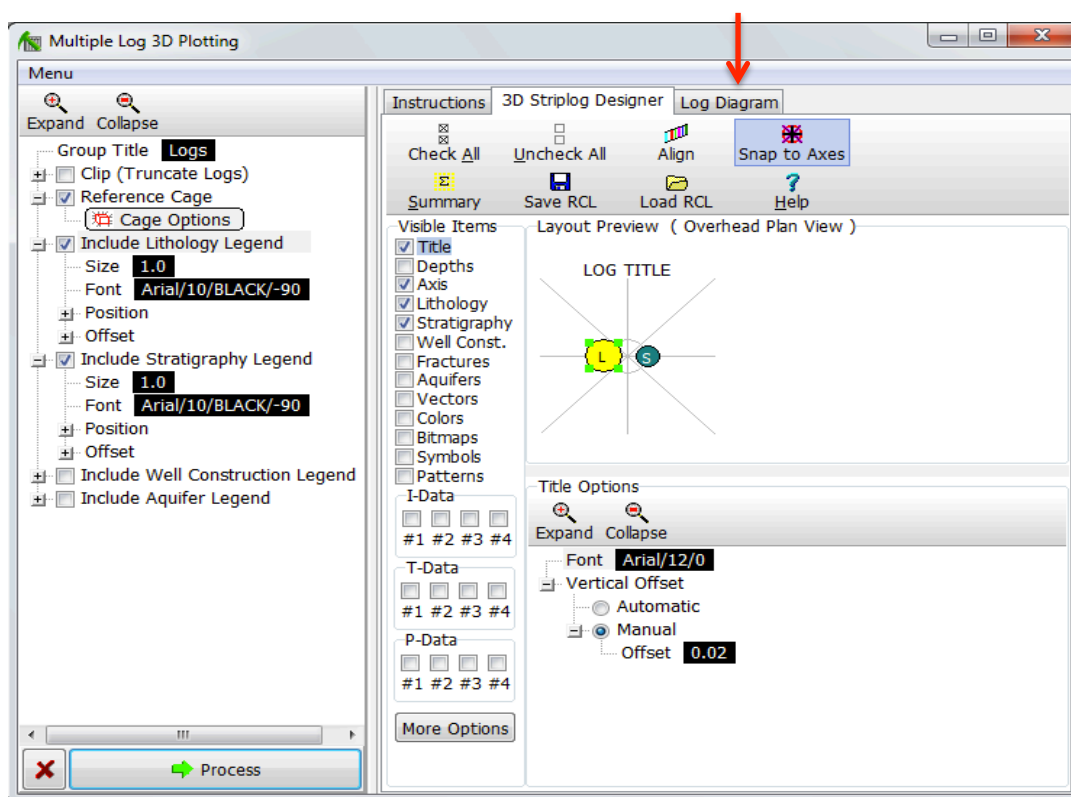 Multiple Log 3D Plotting
Menu
Expand Collapse
Group Title Logs
Clip (Truncate Logs)
Reference Cage
Cage Options
Include Lithology Legend
Size 1.0
Font Arial/10/BLACK/-90
Position
Offset
Include Stratigraphy Legend
Size 1.0
Font Arial/10/BLACK/-90
Position
Offset
Include Well Construction Legend
Include Aquifer Legend
Process
Instructions 3D Striplog Designer Log Diagram
Check All Uncheck All Align Snap to Axes
Σ ?
Summary Save RCL Load RCL Help
Visible Items
Title
Depths
Axis
Lithology
Stratigraphy
Well Const.
Fractures
Aquifers
Vectors
Colors
Bitmaps
Symbols
Patterns
I-Data
#1 #2 #3 #4
T-Data
#1 #2 #3 #4
P-Data
#1 #2 #3 #4
More Options
Layout Preview ( Overhead Plan View )
LOG TITLE
L S
Title Options
Expand Collapse
Font Arial/12/0
Vertical Offset
Automatic
Manual
Offset 0.02